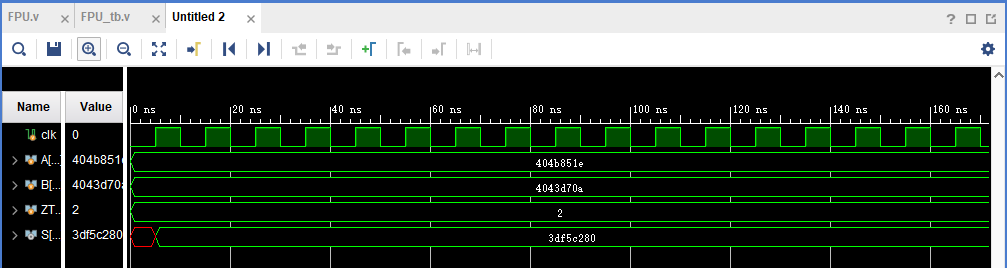 FPU.v × FPU_tb.v × Untitled 2 × ?
Name Value 0 ns 20 ns 40 ns 60 ns 80 ns 100 ns 120 ns 140 ns 160 ns
clk 0
A[...] 404b851e 404b851e
B[... 4043d70a 4043d70a
ZT... 2 2
S[... 3df5c280 3df5c280